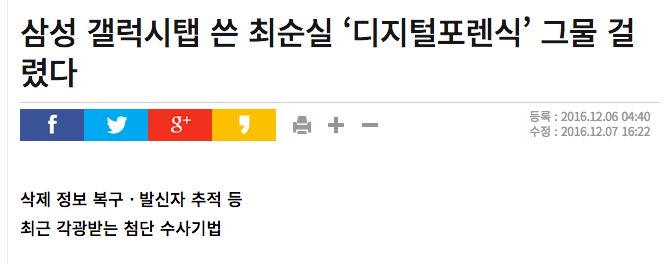 삼성 갤럭시탭 쓴 최순실 ‘디지털포렌식’ 그물 걸
렸다
f g+
등록 : 2016.12.06 04:40
수정 : 2016.12.07 16:22
삭제 정보 복구 · 발신자 추적 등
최근 각광받는 첨단 수사기법